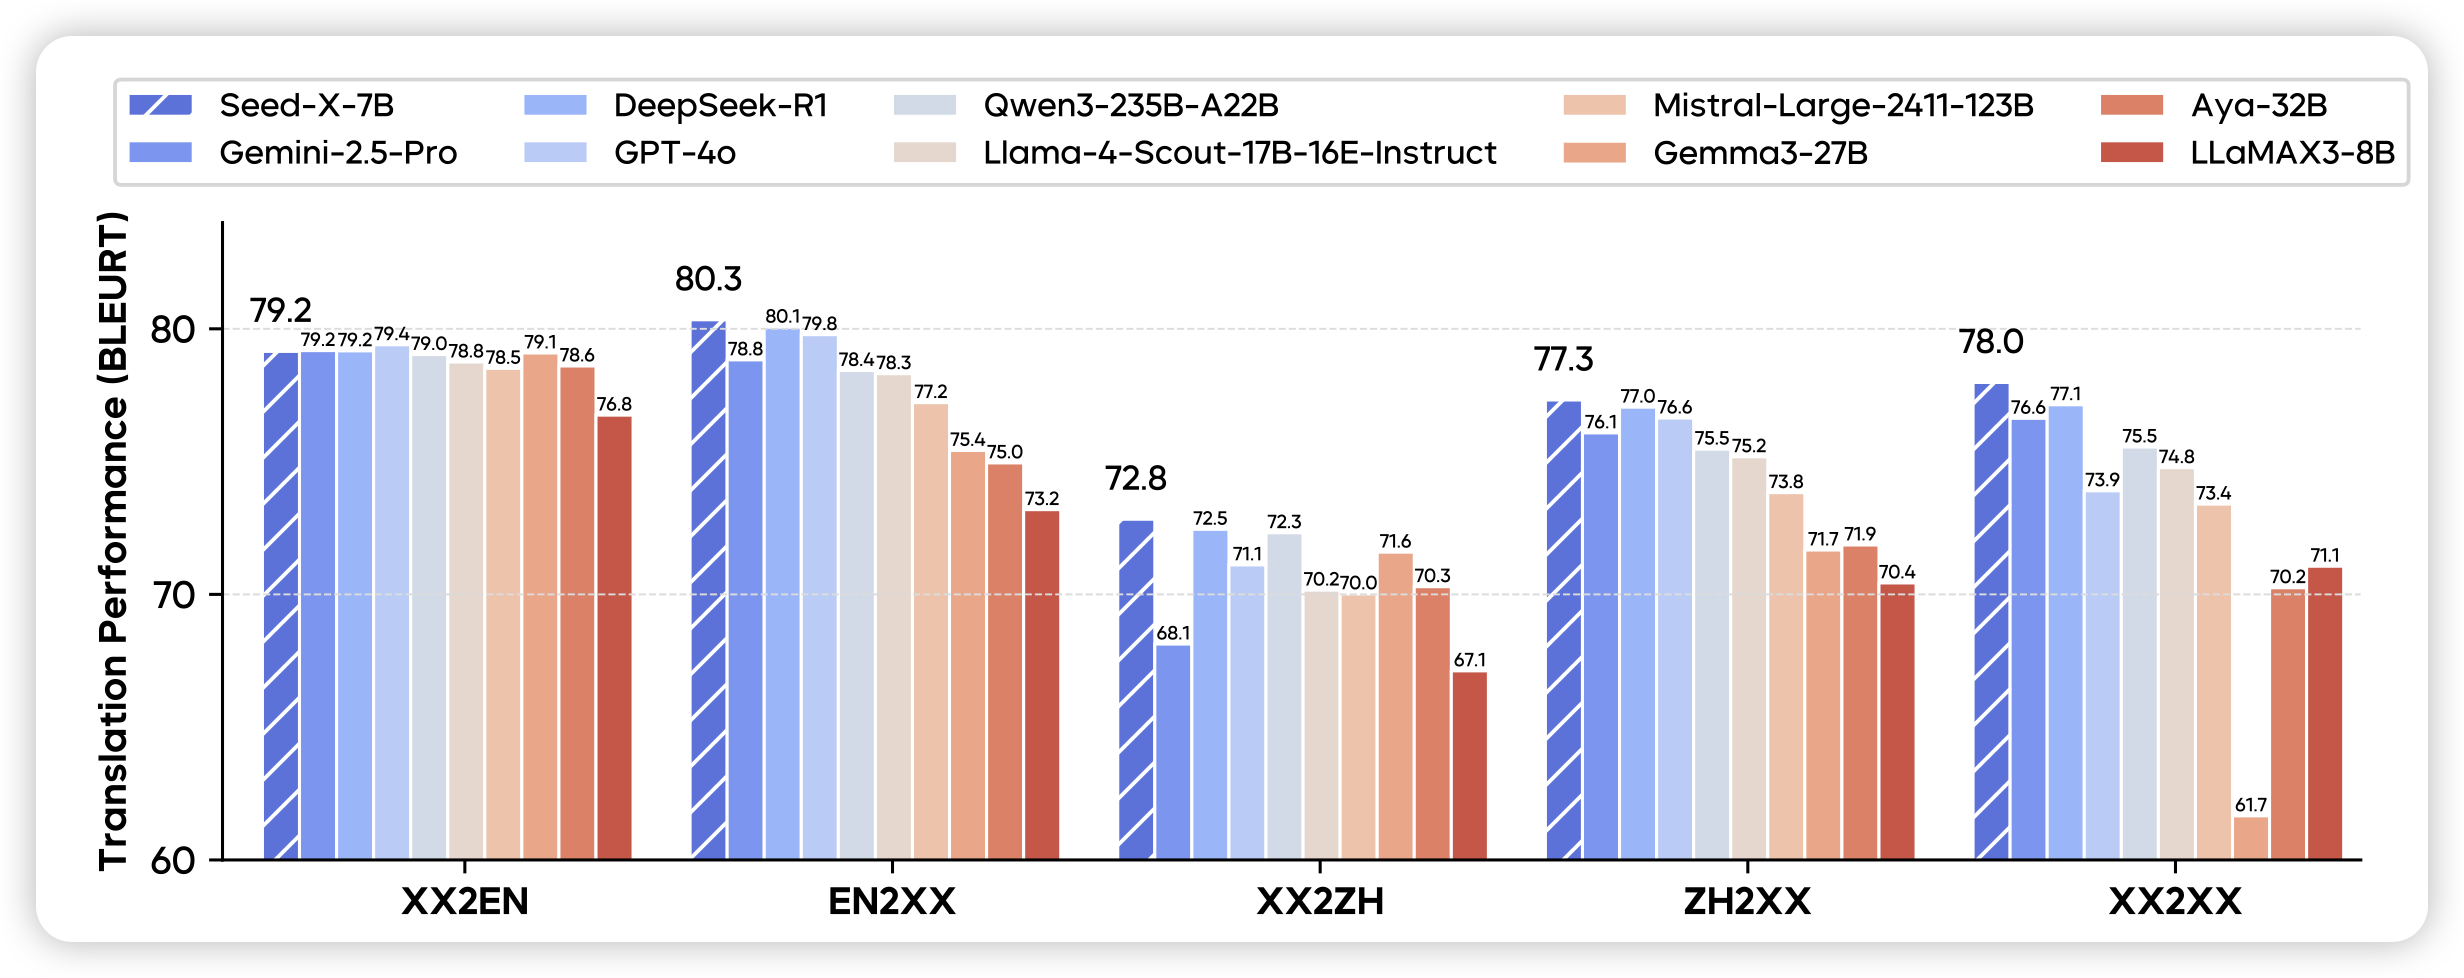 Seed-X-7B DeepSeek-R1 Qwen3-235B-A22B Mistral-Large-2411-123B Aya-32B
Gemini-2.5-Pro GPT-4o Llama-4-Scout-17B-16E-Instruct Gemma3-27B LLaMAX3-8B
Translation Performance (BLEURT)
80
70
60
79.2 79.2 79.2 79.4 79.0 78.8 78.5 79.1 78.6 76.8
80.3 78.8 80.1 79.8 78.4 78.3 77.2 75.4 75.0 73.2
72.8 68.1 72.5 71.1 72.3 70.2 70.0 71.6 70.3 67.1
77.3 76.1 77.0 76.6 75.5 75.2 73.8 71.7 71.9 70.4
78.0 76.6 77.1 73.9 75.5 74.8 73.4 61.7 70.2 71.1
XX2EN EN2XX XX2ZH ZH2XX XX2XX